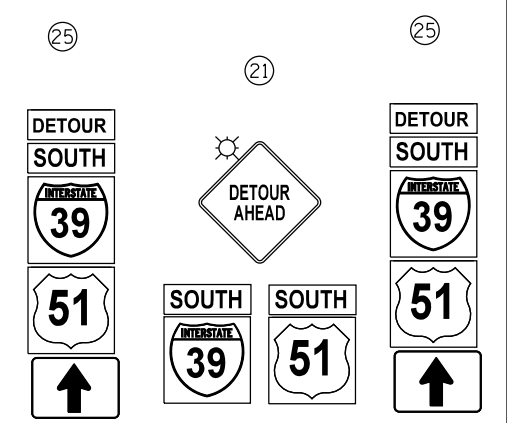 25
DETOUR
SOUTH
INTERSTATE
39
51
21
DETOUR
AHEAD
SOUTH
INTERSTATE
39
SOUTH
51
25
DETOUR
SOUTH
INTERSTATE
39
51